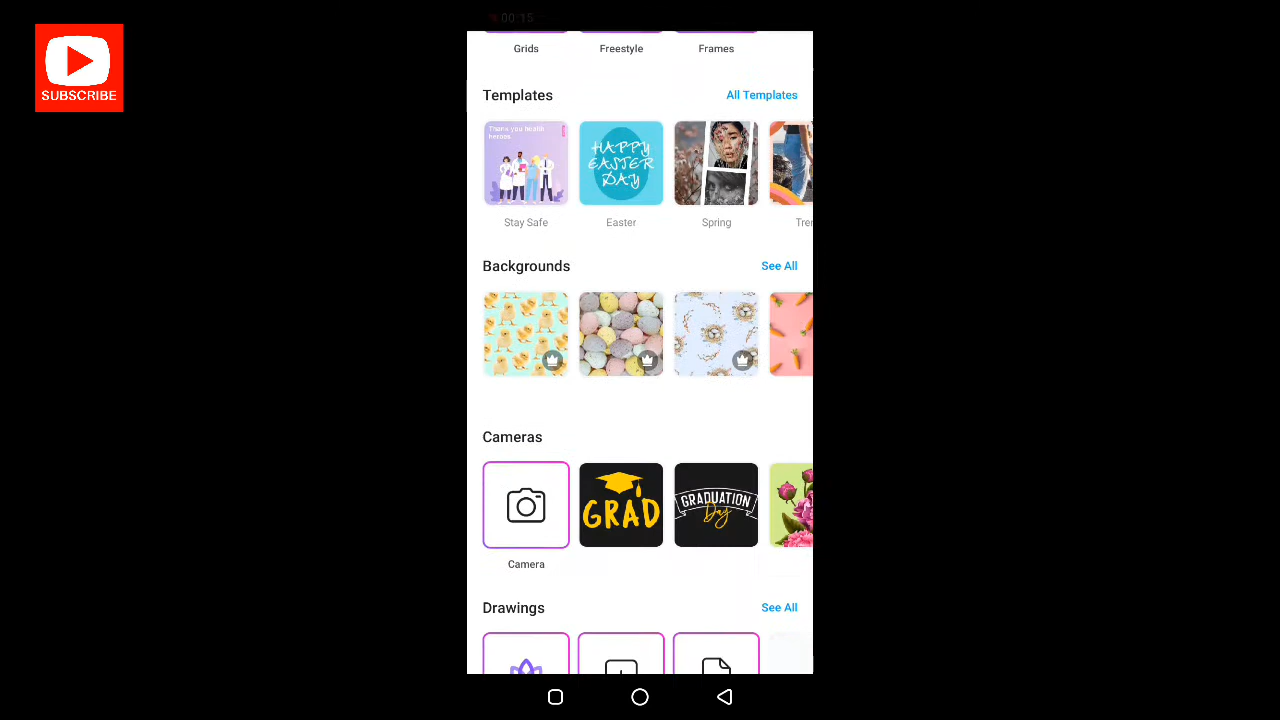 00:15
SUBSCRIBE
Grids Freestyle Frames
Templates All Templates
Thank you health
heroes
HAPPY
EASTER
DAY
Stay Safe Easter Spring Tren
Backgrounds See All
Cameras
GRAD
GRADUATION
Day
Camera
Drawings See All